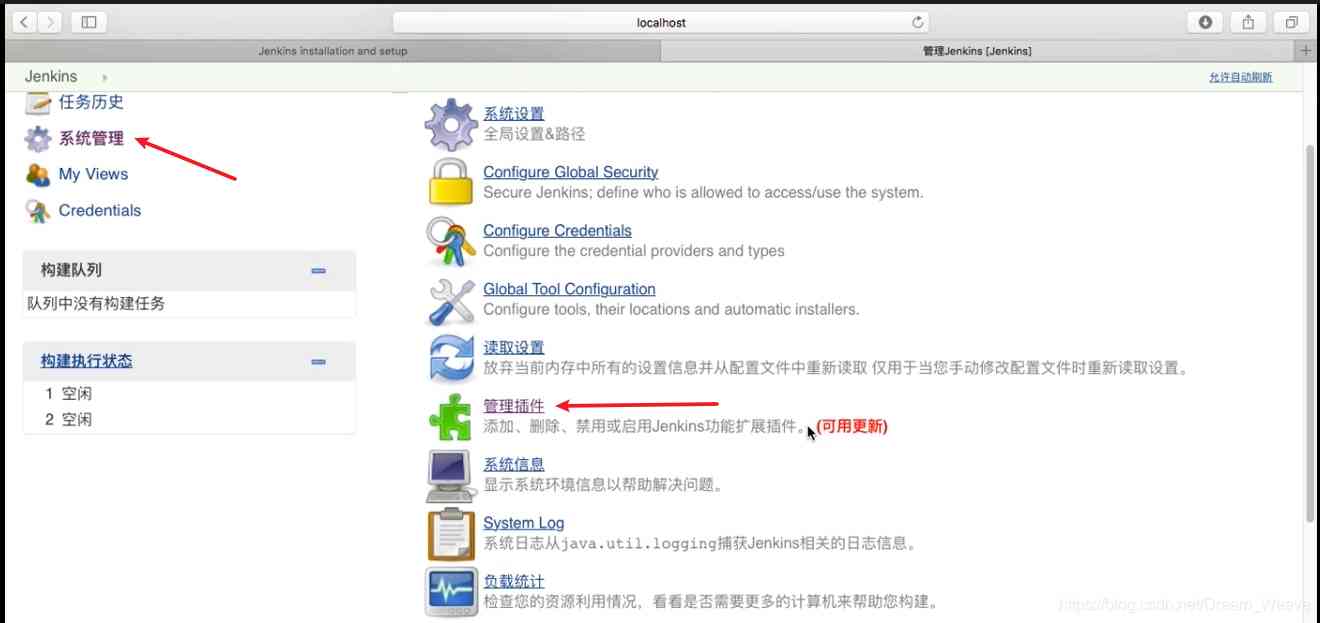 localhost
Jenkins installation and setup
管理Jenkins [Jenkins]
Jenkins
允许自动刷新
任务历史
系统管理
My Views
Credentials
构建队列
队列中没有构建任务
构建执行状态
1 空闲
2 空闲
系统设置
全局设置&路径
Configure Global Security
Secure Jenkins; define who is allowed to access/use the system.
Configure Credentials
Configure the credential providers and types
Global Tool Configuration
Configure tools, their locations and automatic installers.
读取设置
放弃当前内存中所有的设置信息并从配置文件中重新读取 仅用于当您手动修改配置文件时重新读取设置。
管理插件
添加、删除、禁用或启用Jenkins功能扩展插件。 (可用更新)
系统信息
显示系统环境信息以帮助解决问题。
System Log
系统日志从java.util.logging捕获Jenkins相关的日志信息。
负载统计
检查您的资源利用情况，看看是否需要更多的计算机来帮助您构建。
https://blog.csdn.net/Dream_Weave